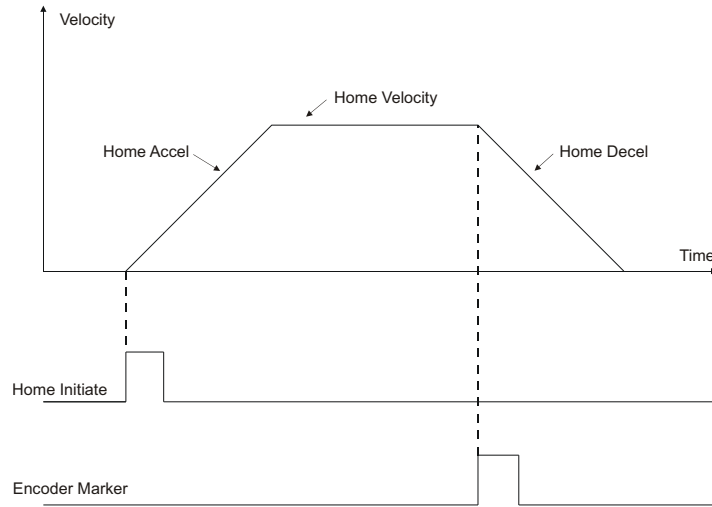 Velocity
Home Velocity
Home Accel
Home Decel
Time
Home Initiate
Encoder Marker